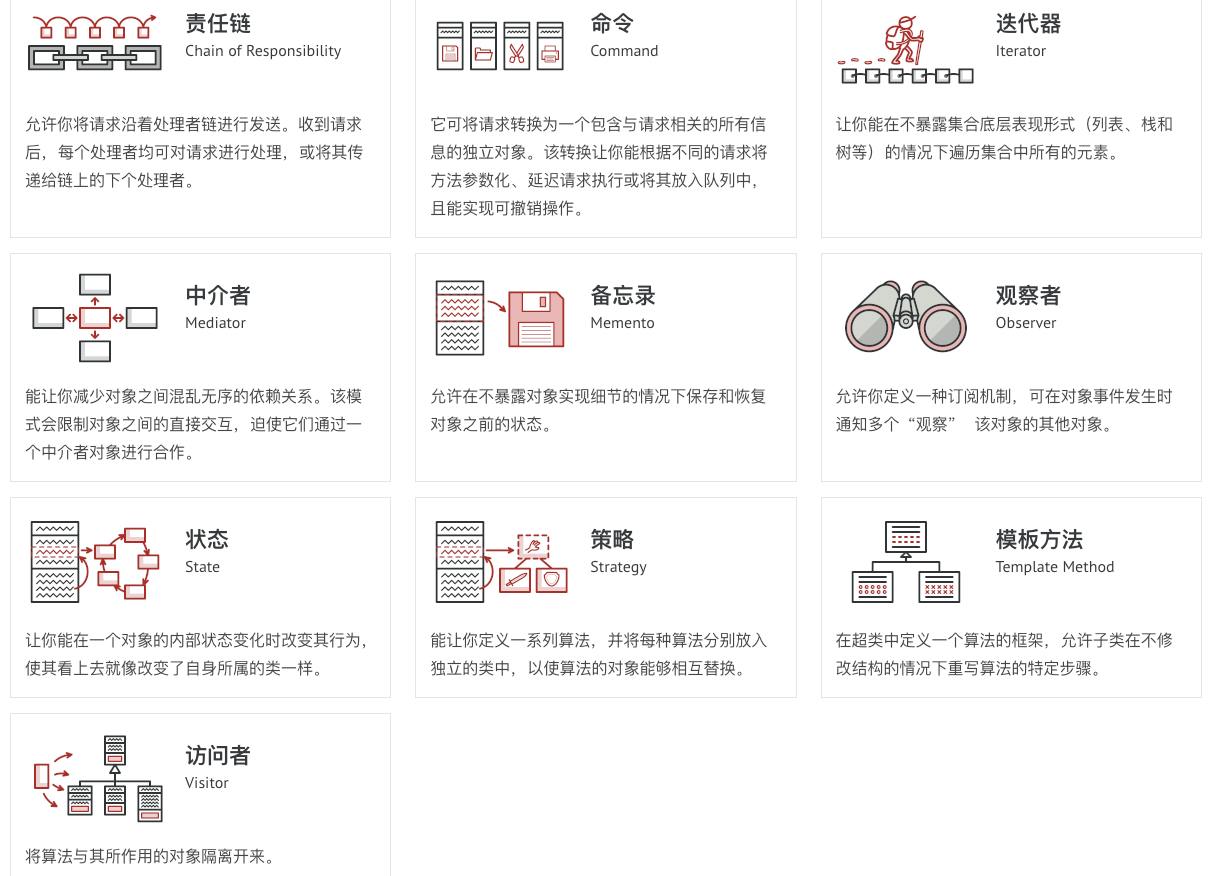 责任链
Chain of Responsibility
允许你将请求沿着处理者链进行发送。收到请求
后，每个处理者均可对请求进行处理，或将其传
递给链上的下个处理者。
命令
Command
它可将请求转换为一个包含与请求相关的所有信
息的独立对象。该转换让你能根据不同的请求将
方法参数化、延迟请求执行或将其放入队列中，
且能实现可撤销操作。
迭代器
Iterator
让你能在不暴露集合底层表现形式（列表、栈和
树等）的情况下遍历集合中所有的元素。
中介者
Mediator
能让你减少对象之间混乱无序的依赖关系。该模
式会限制对象之间的直接交互，迫使它们通过一
个中介者对象进行合作。
备忘录
Memento
允许在不暴露对象实现细节的情况下保存和恢复
对象之前的状态。
观察者
Observer
允许你定义一种订阅机制，可在对象事件发生时
通知多个“观察” 该对象的其他对象。
状态
State
让你能在一个对象的内部状态变化时改变其行为，
使其看上去就像改变了自身所属的类一样。
策略
Strategy
能让你定义一系列算法，并将每种算法分别放入
独立的类中，以使算法的对象能够相互替换。
模板方法
Template Method
在超类中定义一个算法的框架，允许子类在不修
改结构的情况下重写算法的特定步骤。
访问者
Visitor
将算法与其所作用的对象隔离开来。